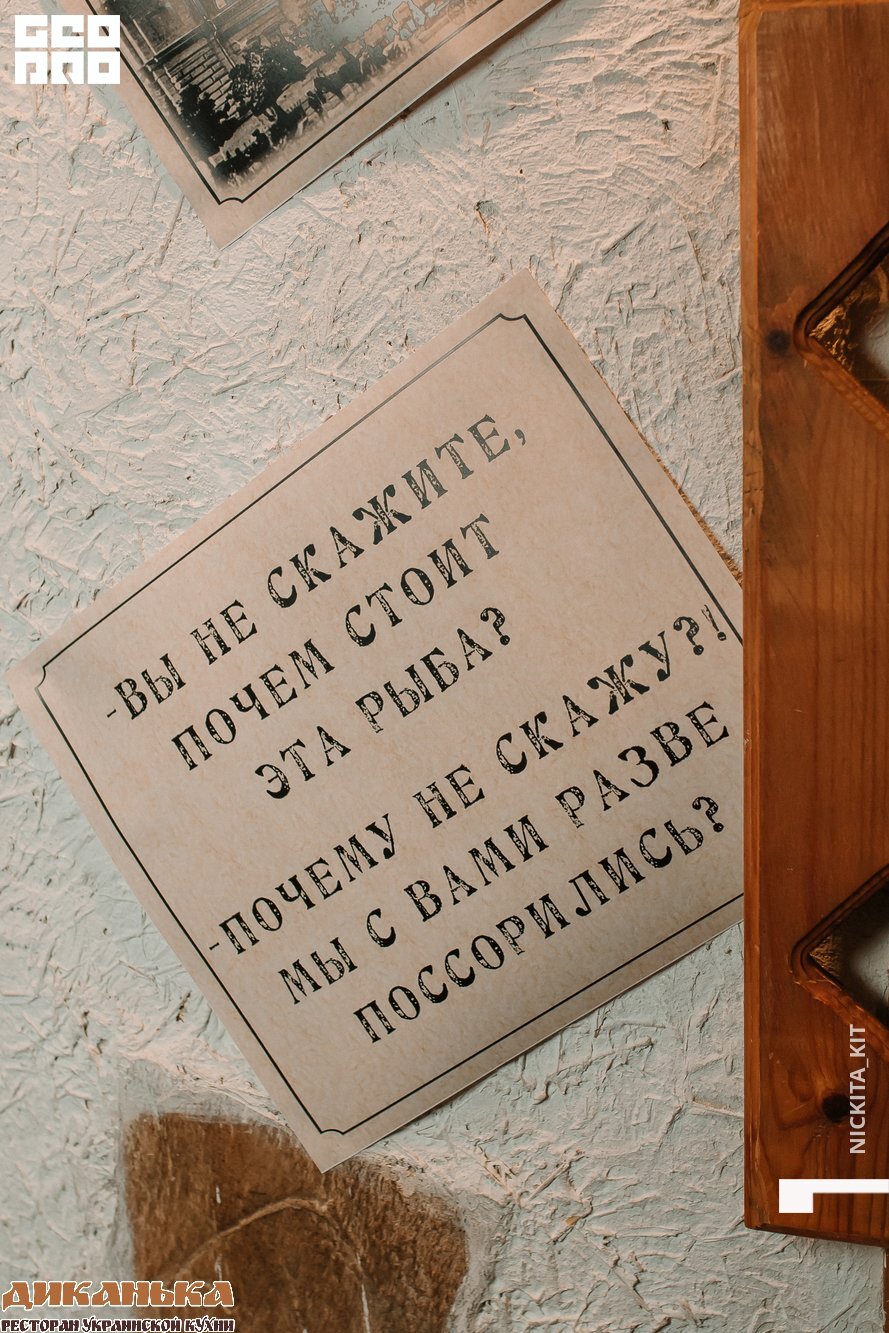 GEO
ПРО
-ВЫ НЕ СКАЖИТЕ,
ПОЧЕМ СТОИТ
ЭТА РЫБА?
-ПОЧЕМУ НЕ СКАЖУ?!
МЫ С ВАМИ РАЗВЕ
ПОССОРИЛИСЬ?
NICKITA_KIT
ДИКАНЬКА
РЕСТОРАН УКРАИНСКОЙ КУХНИ